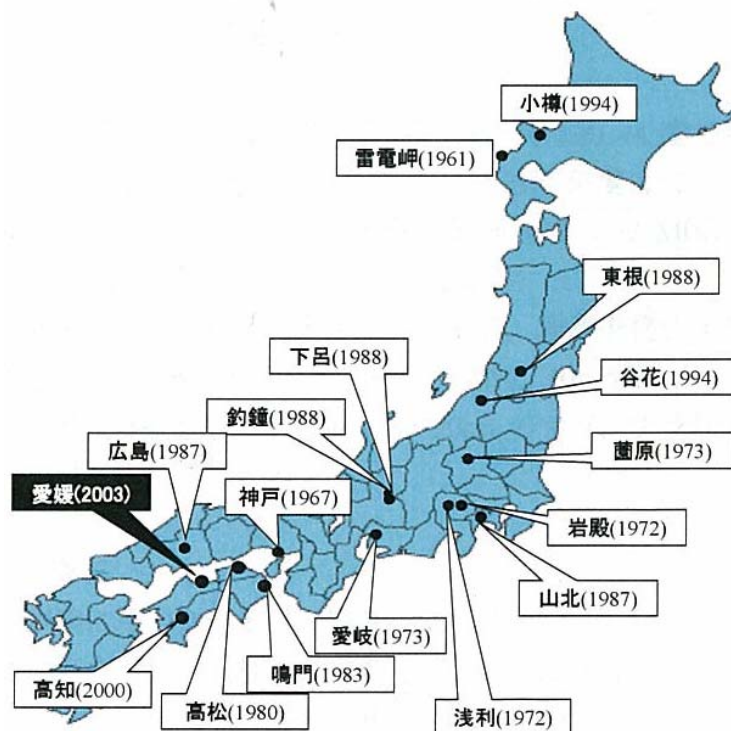 小樽(1994)
雷電岬(1961)
東根(1988)
下呂(1988)
谷花(1994)
釣鐘(1988)
広島(1987)
薗原(1973)
愛媛(2003)
神戸(1967)
岩殿(1972)
山北(1987)
愛岐(1973)
鳴門(1983)
高知(2000)
高松(1980)
浅利(1972)